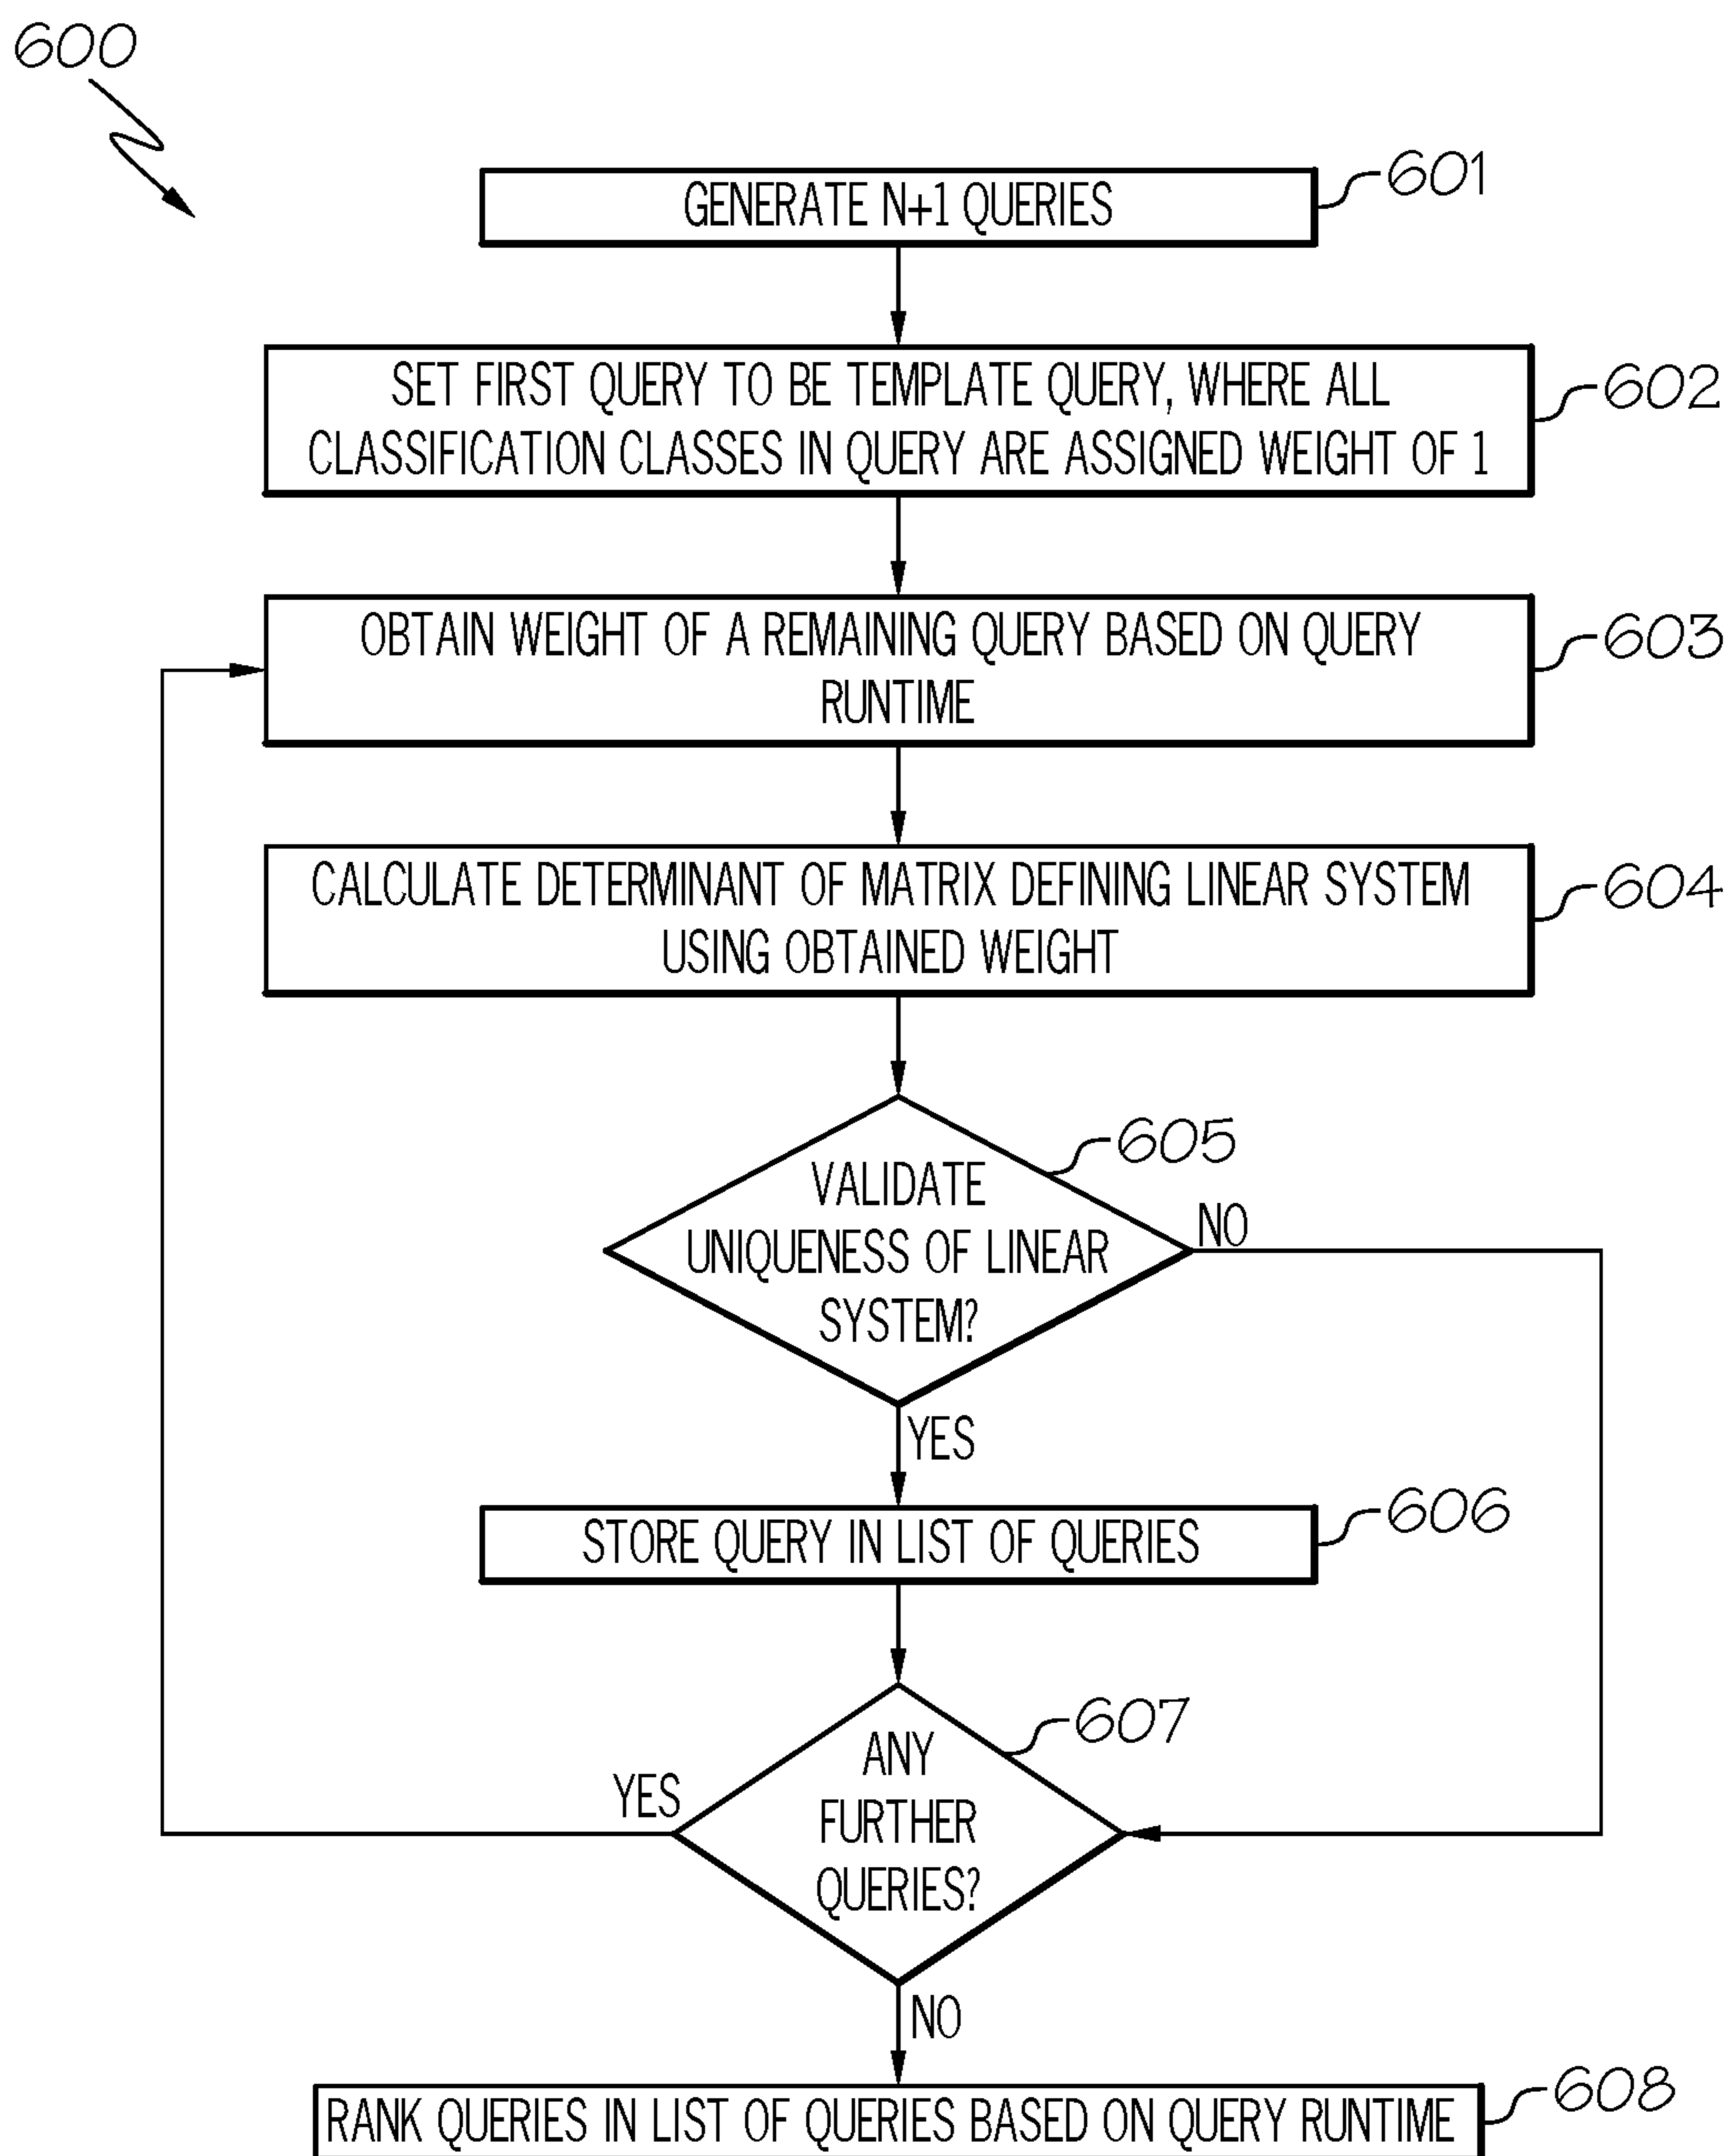 600
GENERATE N+1 QUERIES
601
SET FIRST QUERY TO BE TEMPLATE QUERY, WHERE ALL
CLASSIFICATION CLASSES IN QUERY ARE ASSIGNED WEIGHT OF 1
602
OBTAIN WEIGHT OF A REMAINING QUERY BASED ON QUERY
RUNTIME
603
CALCULATE DETERMINANT OF MATRIX DEFINING LINEAR SYSTEM
USING OBTAINED WEIGHT
604
605
VALIDATE
UNIQUENESS OF LINEAR
SYSTEM?
NO
YES
STORE QUERY IN LIST OF QUERIES
606
607
ANY
FURTHER
QUERIES?
YES
NO
RANK QUERIES IN LIST OF QUERIES BASED ON QUERY RUNTIME
608